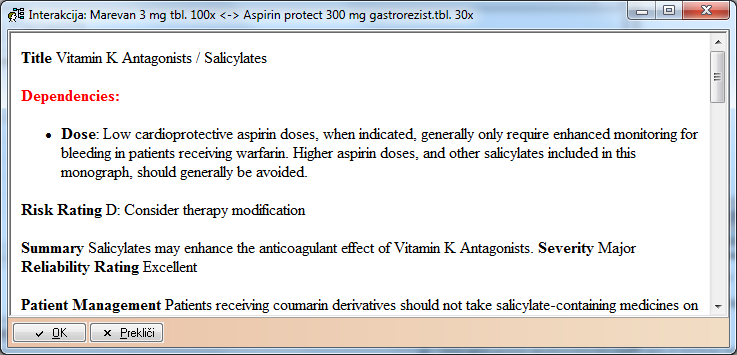 Interakcija: Marevan 3 mg tbl. 100x <-> Aspirin protect 300 mg gastrorezist.tbl. 30x
Title Vitamin K Antagonists / Salicylates
Dependencies:
• Dose: Low cardioprotective aspirin doses, when indicated, generally only require enhanced monitoring for
bleeding in patients receiving warfarin. Higher aspirin doses, and other salicylates included in this
monograph, should generally be avoided.
Risk Rating D: Consider therapy modification
Summary Salicylates may enhance the anticoagulant effect of Vitamin K Antagonists. Severity Major
Reliability Rating Excellent
Patient Management Patients receiving coumarin derivatives should not take salicylate-containing medicines on
OK Prekliči